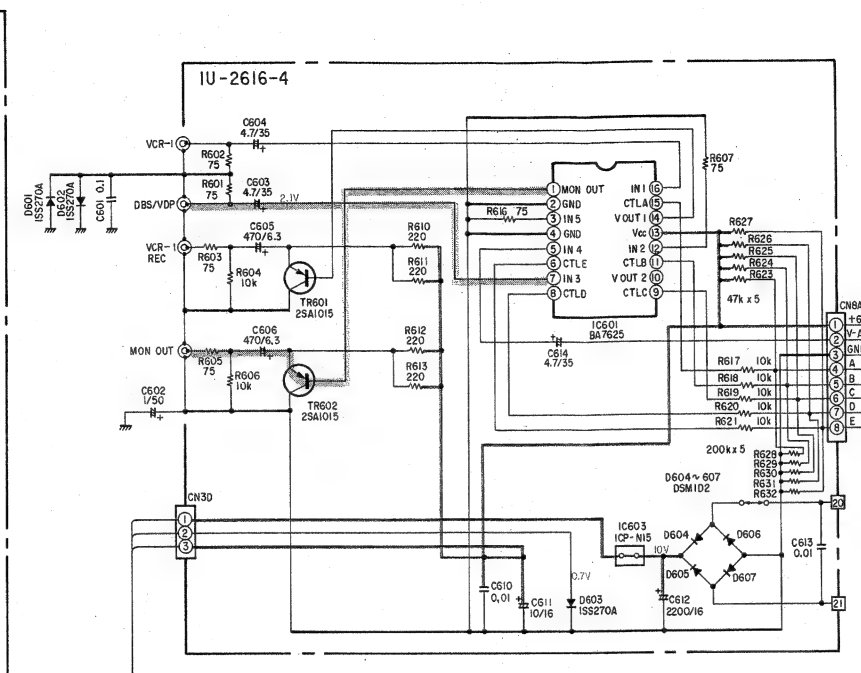 1U-2616-4
VCR-1
C604
4.7/35
R602
75
R601
75
C603
4.7/35
2.1V
DBS/VDP
D601
1SS270A
D602
1SS270A
C601 0.1
VCR-1
REC
R603
75
C605
470/6.3
R604
10k
TR601
2SA1015
R610
220
R611
220
MON OUT
R605
75
C606
470/6.3
R606
10k
TR602
2SA1015
R612
220
R613
220
C602
1/50
R607
75
R616 75
1 MON OUT
2 GND
3 IN 5
4 GND
5 IN 4
6 CTLE
7 IN 3
8 CTLD
IN 1 16
CTLA 15
V OUT 1 14
Vcc 13
IN 2 12
CTLB 11
V OUT 2 10
CTLC 9
IC601
BA7625
C614
4.7/35
R627
R626
R625
R624
R623
47k x 5
CN8A
1 +6
2 V-A
3 GN
4 A
5 B
6 C
7 D
8 E
R617 10k
R618 10k
R619 10k
R620 10k
R621 10k
200k x 5
R628
R629
R630
R631
R632
CN3D
1
2
3
IC603
ICP-N15
10V
D604~607
DSM1D2
D604
D606
D605
D607
C613
0.01
20
21
C610
0.01
C611
10/16
0.7V
D603
1SS270A
C612
2200/16